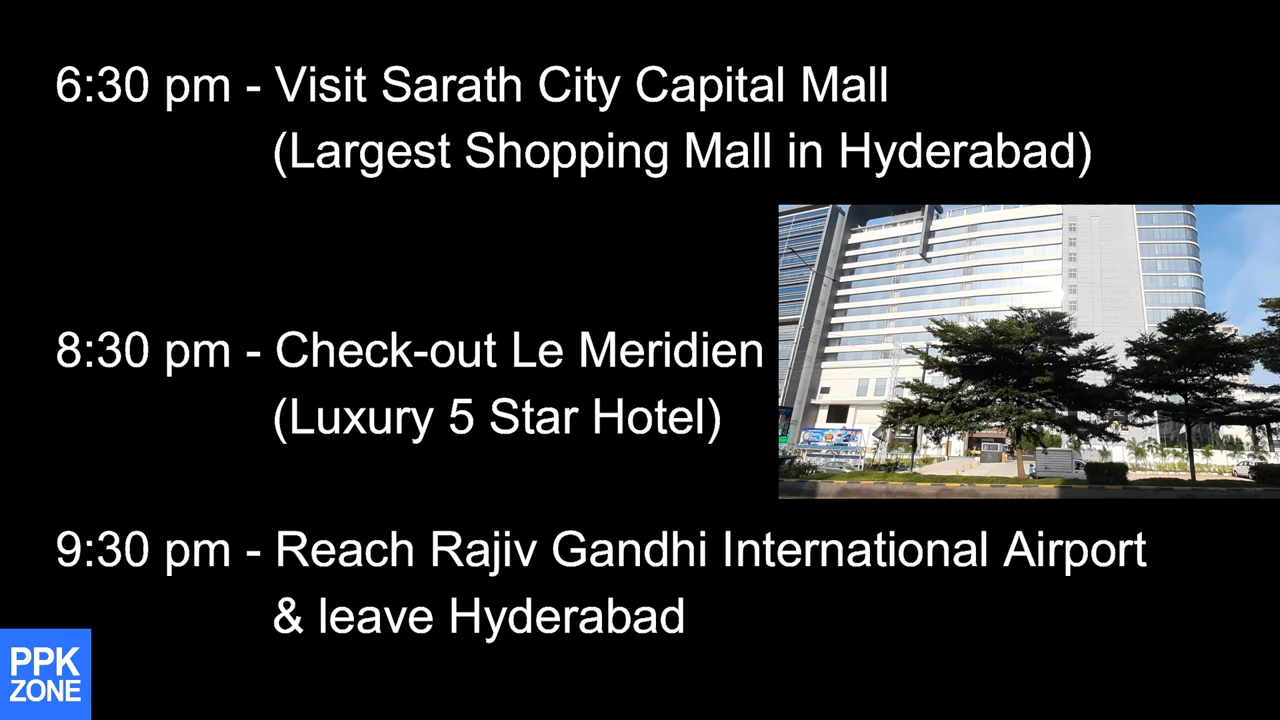 6:30 pm - Visit Sarath City Capital Mall
(Largest Shopping Mall in Hyderabad)
8:30 pm - Check-out Le Meridien
(Luxury 5 Star Hotel)
9:30 pm - Reach Rajiv Gandhi International Airport
& leave Hyderabad
PPK
ZONE